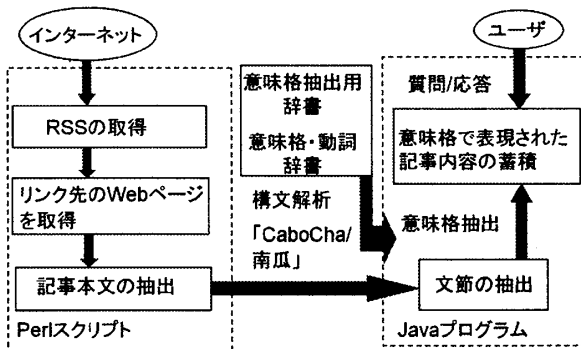 インターネット
RSSの取得
リンク先のWebページ
を取得
記事本文の抽出
Perlスクリプト
意味格抽出用
辞書
意味格・動詞
辞書
構文解析
「CaboCha/
南瓜」
ユーザ
質問/応答
意味格で表現された
記事内容の蓄積
意味格抽出
文節の抽出
Javaプログラム